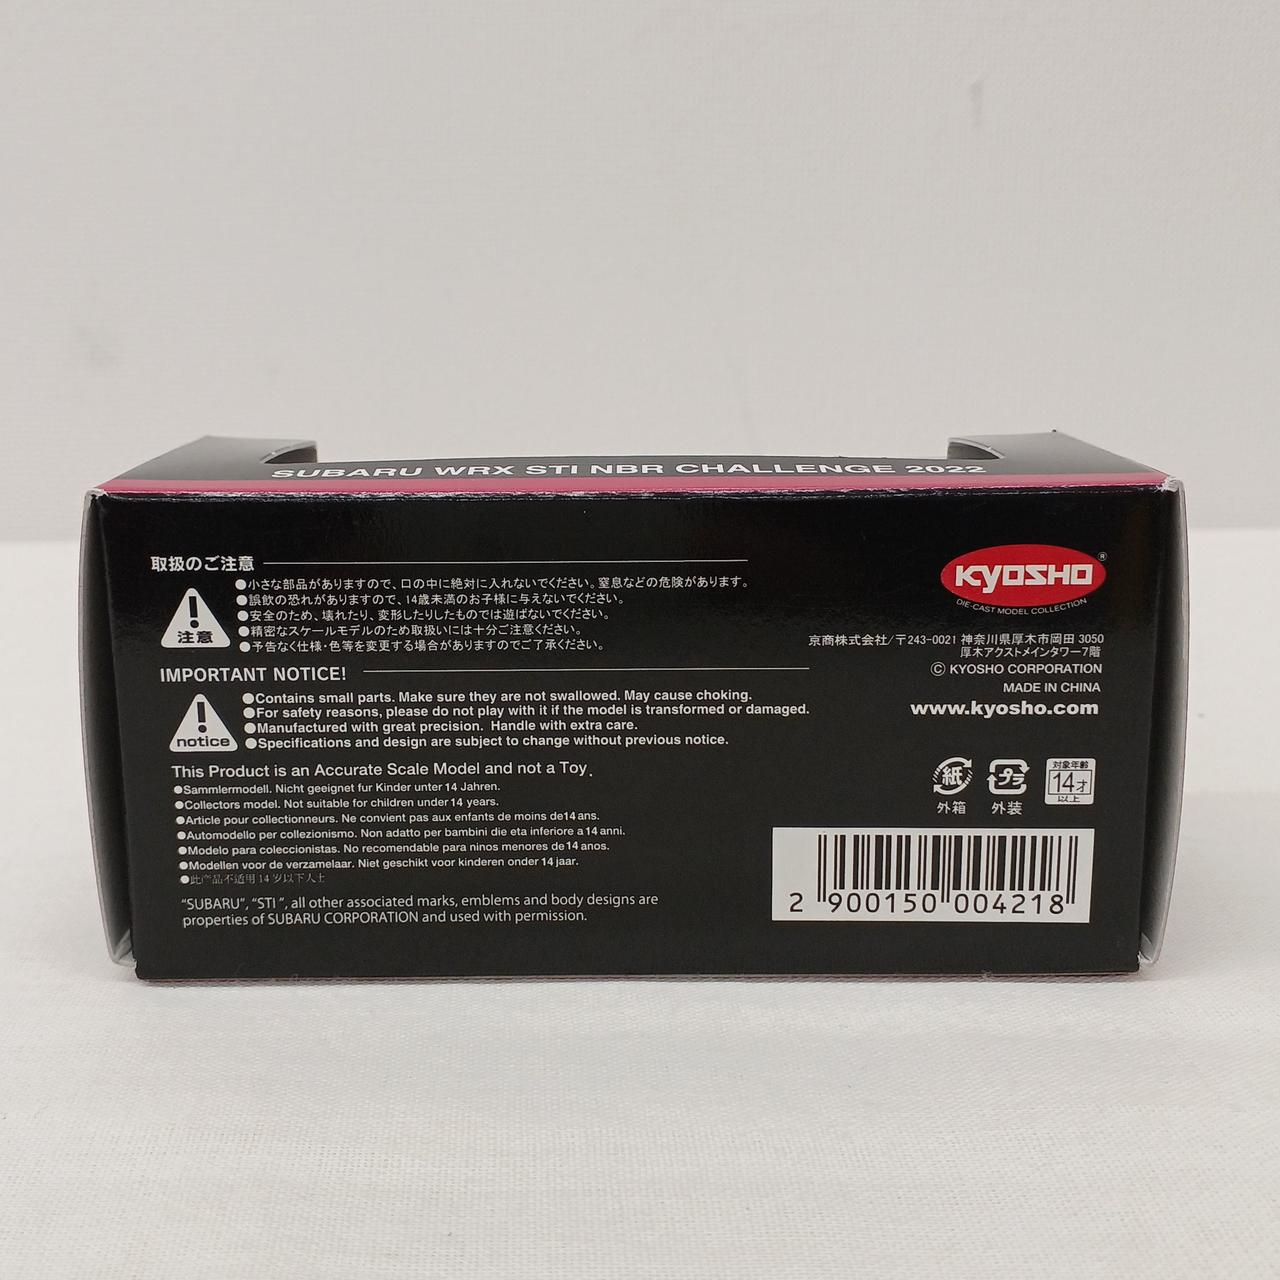 SUBARU WRX STI NBR CHALLENGE 2022
取扱のご注意
注意
●小さな部品がありますので、口の中に絶対に入れないでください。窒息などの危険があります。
●誤飲の恐れがありますので、14歳未満のお子様に与えないでください。
●安全のため、壊れたり、変形したりしたものでは遊ばないでください。
●精密なスケールモデルのため取扱いには十分ご注意ください。
●予告なく仕様・色等を変更する場合がありますのでご了承ください。
IMPORTANT NOTICE!
notice
●Contains small parts. Make sure they are not swallowed. May cause choking.
●For safety reasons, please do not play with it if the model is transformed or damaged.
●Manufactured with great precision. Handle with extra care.
●Specifications and design are subject to change without previous notice.
This Product is an Accurate Scale Model and not a Toy.
●Sammlermodell. Nicht geeignet fur Kinder unter 14 Jahren.
●Collectors model. Not suitable for children under 14 years.
●Article pour collectionneurs. Ne convient pas aux enfants de moins de14ans.
●Automodello per collezionismo. Non adatto per bambini die eta inferiore a 14 anni.
●Modelo para coleccionistas. No recomendable para ninos menores de14 anos.
●Modellen voor de verzamelaar. Niet geschikt voor kinderen onder 14 jaar.
●此产品不适用 14 岁以下人士
“SUBARU”, “STI ”, all other associated marks, emblems and body designs are
properties of SUBARU CORPORATION and used with permission.
KYOSHO®
DIE-CAST MODEL COLLECTION
京商株式会社/〒243-0021 神奈川県厚木市岡田 3050
厚木アクストメインタワー7階
© KYOSHO CORPORATION
MADE IN CHINA
www.kyosho.com
紙
外箱
プラ
外装
対象年齢
14才
以上
2 900150 004218